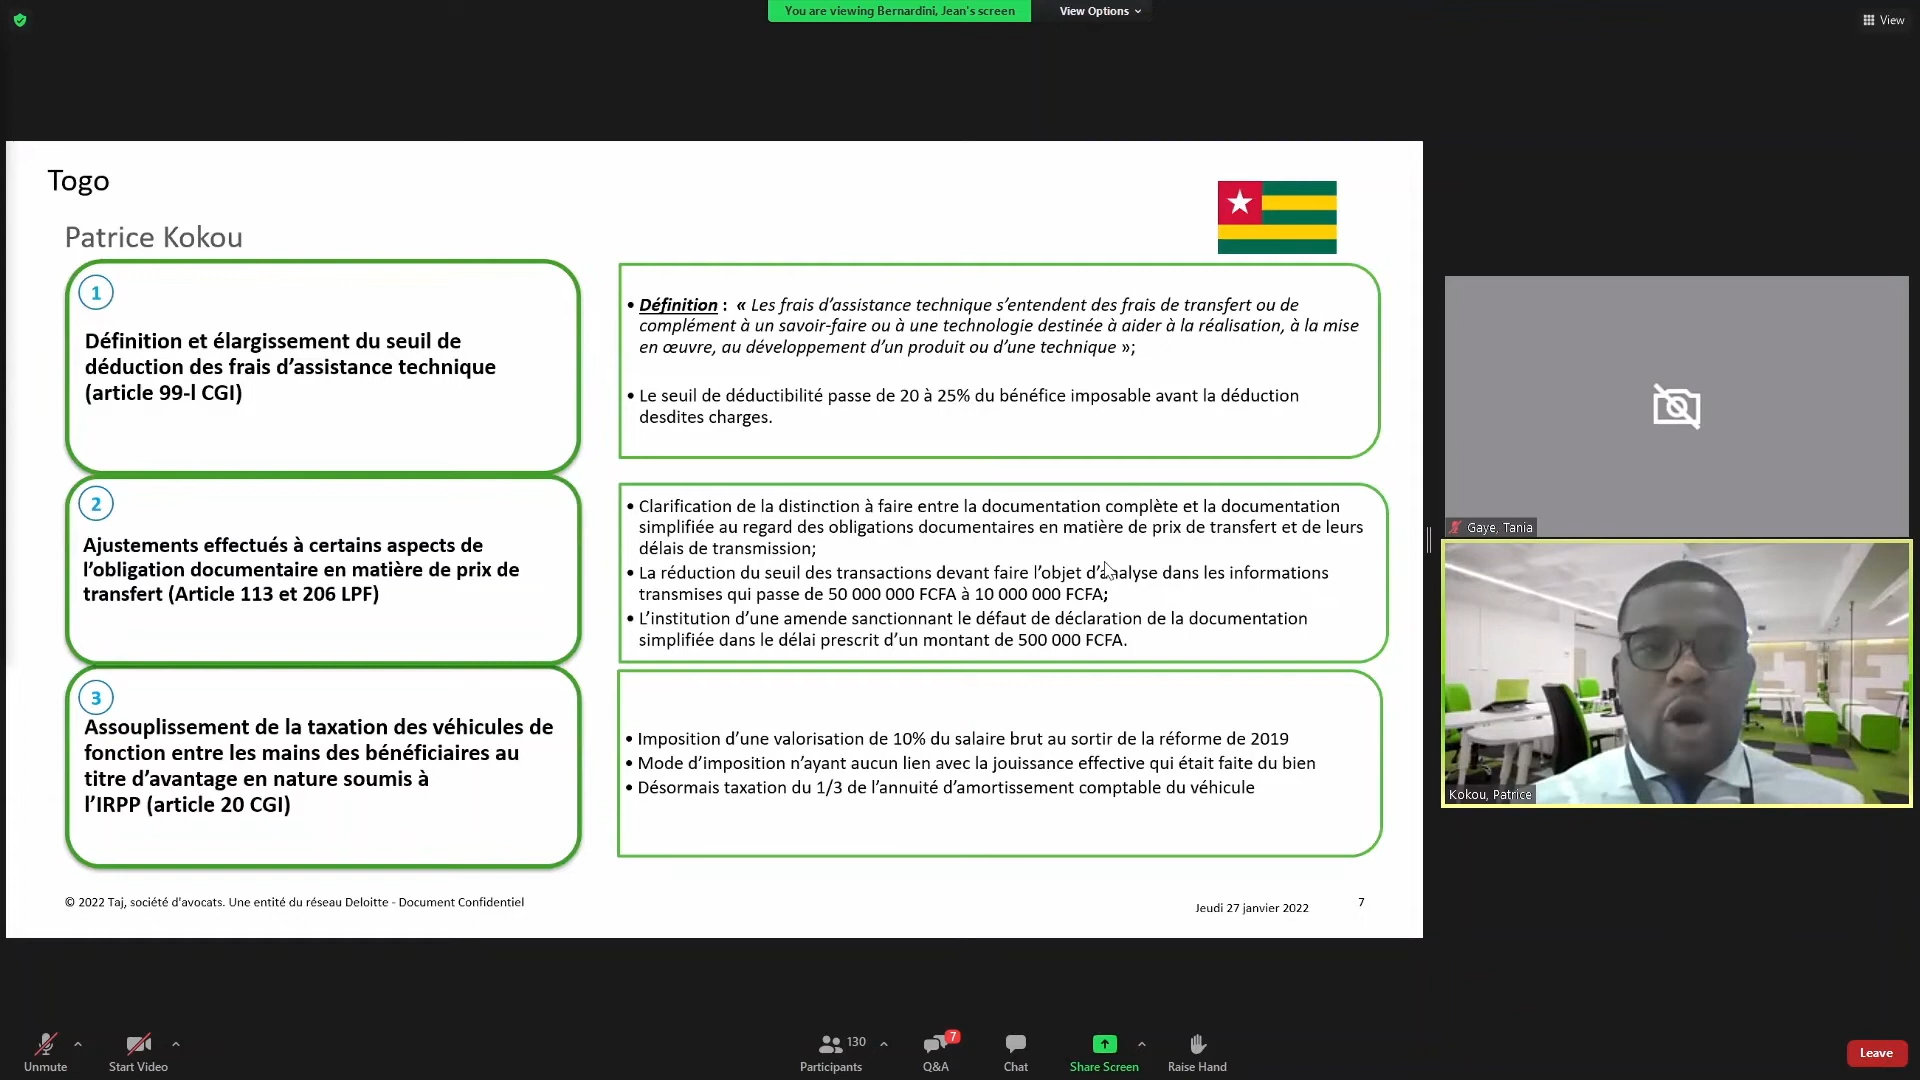 You are viewing Bernardini, Jean's screen
View Options
View
Togo
Patrice Kokou
1
Définition et élargissement du seuil de
déduction des frais d’assistance technique
(article 99-l CGI)
• Définition : « Les frais d’assistance technique s’entendent des frais de transfert ou de
complément à un savoir-faire ou à une technologie destinée à aider à la réalisation, à la mise
en œuvre, au développement d’un produit ou d’une technique »;
• Le seuil de déductibilité passe de 20 à 25% du bénéfice imposable avant la déduction
desdites charges.
2
Ajustements effectués à certains aspects de
l’obligation documentaire en matière de prix de
transfert (Article 113 et 206 LPF)
• Clarification de la distinction à faire entre la documentation complète et la documentation
simplifiée au regard des obligations documentaires en matière de prix de transfert et de leurs
délais de transmission;
• La réduction du seuil des transactions devant faire l’objet d’analyse dans les informations
transmises qui passe de 50 000 000 FCFA à 10 000 000 FCFA;
• L’institution d’une amende sanctionnant le défaut de déclaration de la documentation
simplifiée dans le délai prescrit d’un montant de 500 000 FCFA.
3
Assouplissement de la taxation des véhicules de
fonction entre les mains des bénéficiaires au
titre d’avantage en nature soumis à
l’IRPP (article 20 CGI)
• Imposition d’une valorisation de 10% du salaire brut au sortir de la réforme de 2019
• Mode d’imposition n’ayant aucun lien avec la jouissance effective qui était faite du bien
• Désormais taxation du 1/3 de l’annuité d’amortissement comptable du véhicule
© 2022 Taj, société d'avocats. Une entité du réseau Deloitte - Document Confidentiel
Jeudi 27 janvier 2022
7
Gaye, Tania
Kokou, Patrice
Unmute
Start Video
130
Participants
7
Q&A
Chat
Share Screen
Raise Hand
Leave